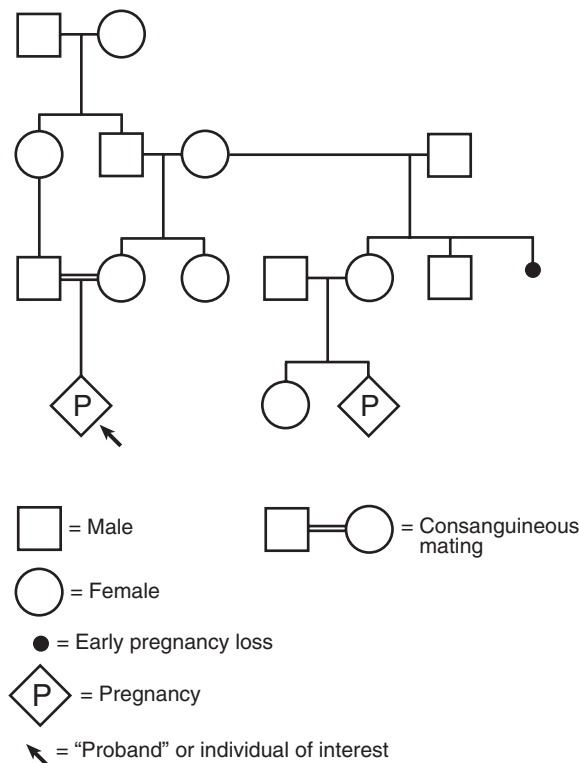 P
P
= Male
= Consanguineous
mating
= Female
= Early pregnancy loss
P
= Pregnancy
= “Proband” or individual of interest